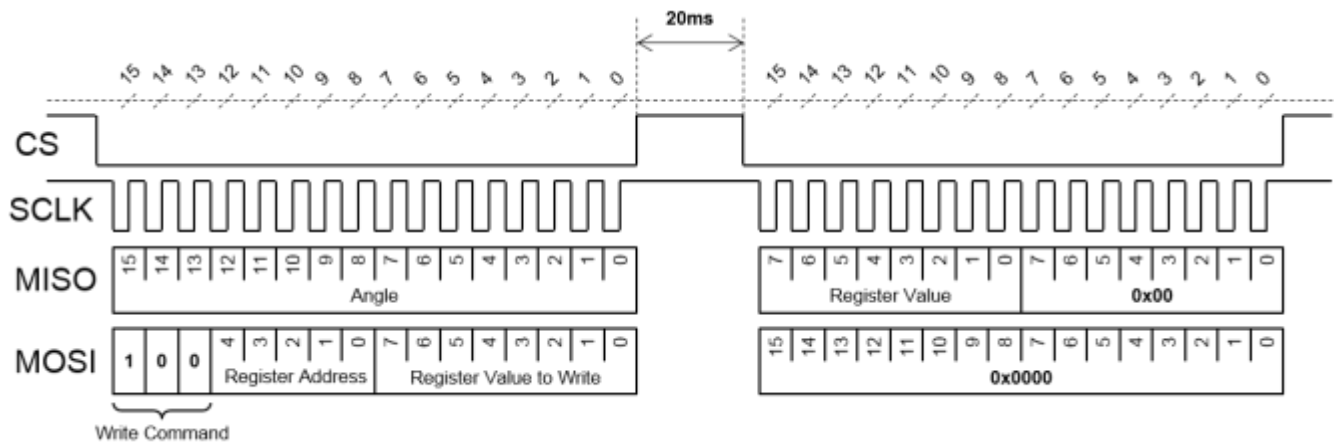 20ms
15 14 13 12 11 10 9 8 7 6 5 4 3 2 1 0 15 14 13 12 11 10 9 8 7 6 5 4 3 2 1 0
CS
SCLK
MISO 15 14 13 12 11 10 9 8 7 6 5 4 3 2 1 0 7 6 5 4 3 2 1 0 7 6 5 4 3 2 1 0
Angle Register Value 0x00
MOSI 1 0 0 4 3 2 1 0 7 6 5 4 3 2 1 0 15 14 13 12 11 10 9 8 7 6 5 4 3 2 1 0
Register Address Register Value to Write 0x0000
Write Command